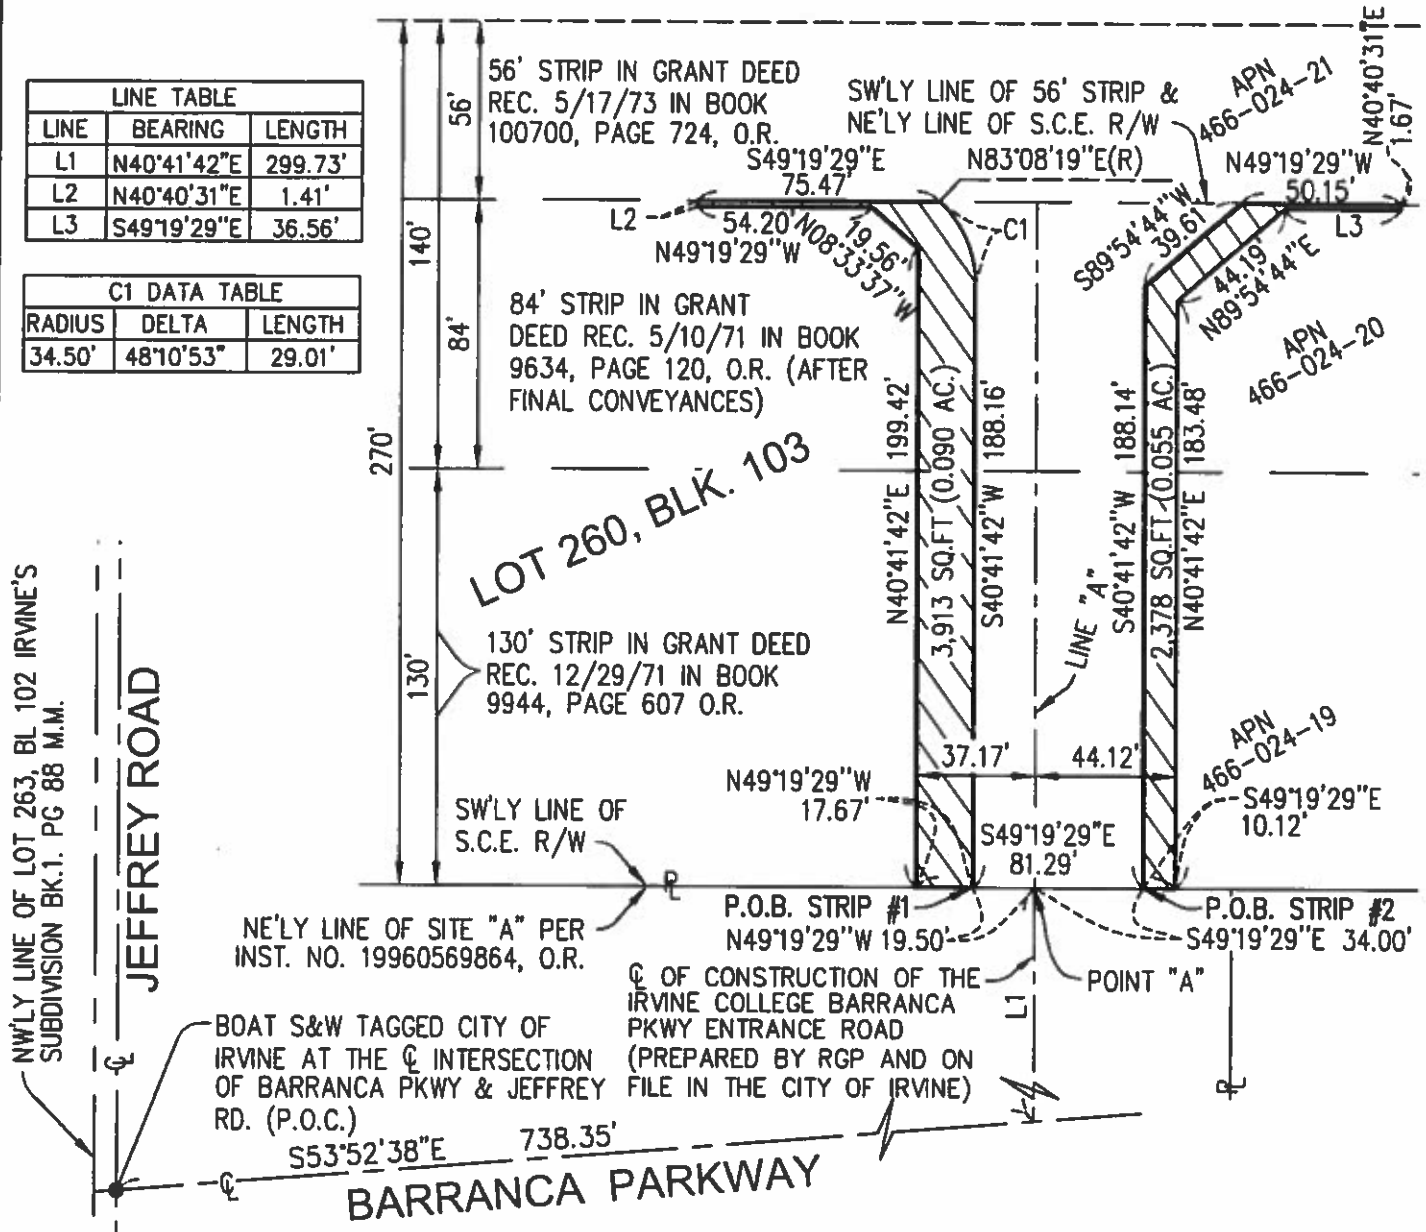 LINE TABLE
LINE BEARING LENGTH
L1 N40°41'42"E 299.73'
L2 N40°40'31"E 1.41'
L3 S49°19'29"E 36.56'
C1 DATA TABLE
RADIUS DELTA LENGTH
34.50' 48°10'53" 29.01'
56'
140'
84'
270'
130'
56' STRIP IN GRANT DEED
REC. 5/17/73 IN BOOK
100700, PAGE 724, O.R.
SW'LY LINE OF 56' STRIP &
NE'LY LINE OF S.C.E. R/W
APN
466-024-21
N40°40'31"E
1.67'
S49°19'29"E
75.47'
N83°08'19"E(R)
N49°19'29"W
50.15'
L2
54.20'
N49°19'29"W
19.56'
N08°33'37"W
C1
S89°54'44"W
39.61'
44.19'
N89°54'44"E
L3
84' STRIP IN GRANT
DEED REC. 5/10/71 IN BOOK
9634, PAGE 120, O.R. (AFTER
FINAL CONVEYANCES)
APN
466-024-20
LOT 260, BLK. 103
N40°41'42"E 199.42'
3,913 SQ.FT (0.090 AC.)
S40°41'42"W 188.16'
LINE "A"
S40°41'42"W 188.14'
2,378 SQ.FT (0.055 AC.)
N40°41'42"E 183.48'
130' STRIP IN GRANT DEED
REC. 12/29/71 IN BOOK
9944, PAGE 607 O.R.
APN
466-024-19
37.17'
44.12'
N49°19'29"W
17.67'
S49°19'29"E
10.12'
SW'LY LINE OF
S.C.E. R/W
S49°19'29"E
81.29'
PL
P.O.B. STRIP #1
N49°19'29"W 19.50'
P.O.B. STRIP #2
S49°19'29"E 34.00'
NE'LY LINE OF SITE "A" PER
INST. NO. 19960569864, O.R.
POINT "A"
L1
CL OF CONSTRUCTION OF THE
IRVINE COLLEGE BARRANCA
PKWY ENTRANCE ROAD
(PREPARED BY RGP AND ON
FILE IN THE CITY OF IRVINE)
PL
NW'LY LINE OF LOT 263, BL 102 IRVINE'S
SUBDIVISION BK.1. PG 88 M.M.
JEFFREY ROAD
CL
BOAT S&W TAGGED CITY OF
IRVINE AT THE CL INTERSECTION
OF BARRANCA PKWY & JEFFREY
RD. (P.O.C.)
S53°52'38"E 738.35'
CL
BARRANCA PARKWAY